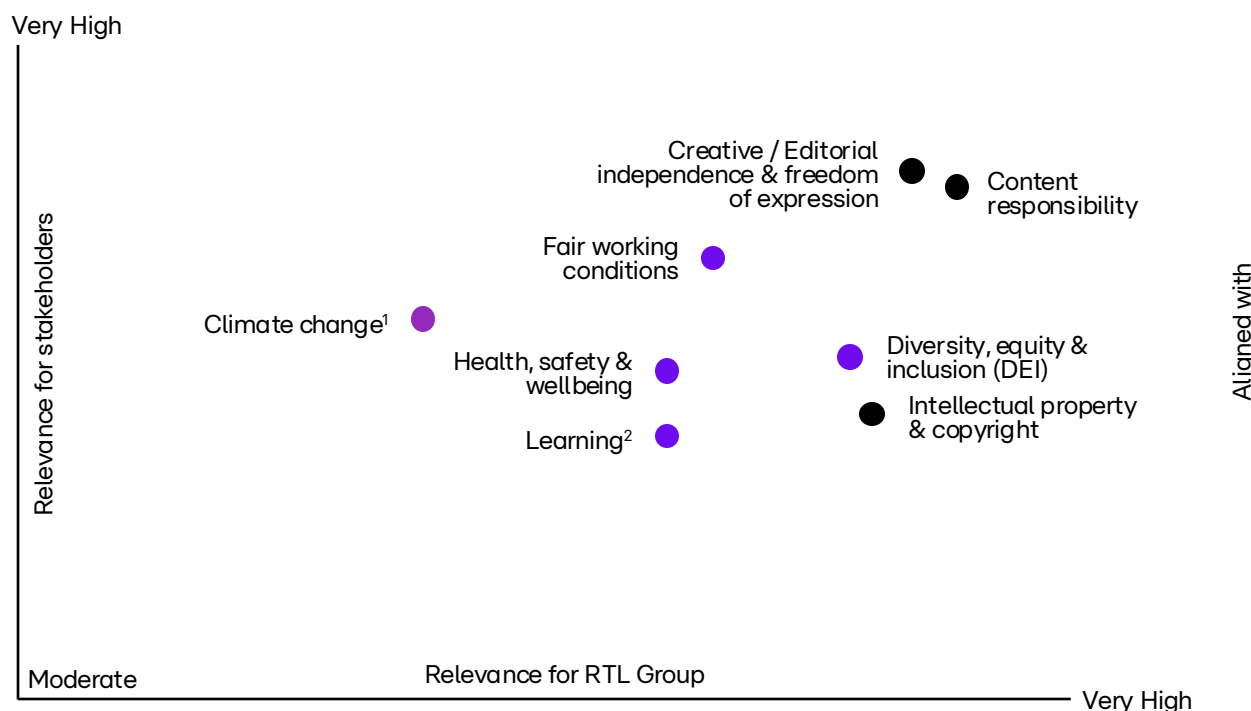 Very High
Creative / Editorial
independence & freedom
of expression
Content
responsibility
Fair working
conditions
Relevance for stakeholders
Climate change¹
Health, safety &
wellbeing
Diversity, equity &
inclusion (DEI)
Intellectual property
& copyright
Learning²
Aligned with
Moderate
Relevance for RTL Group
Very High